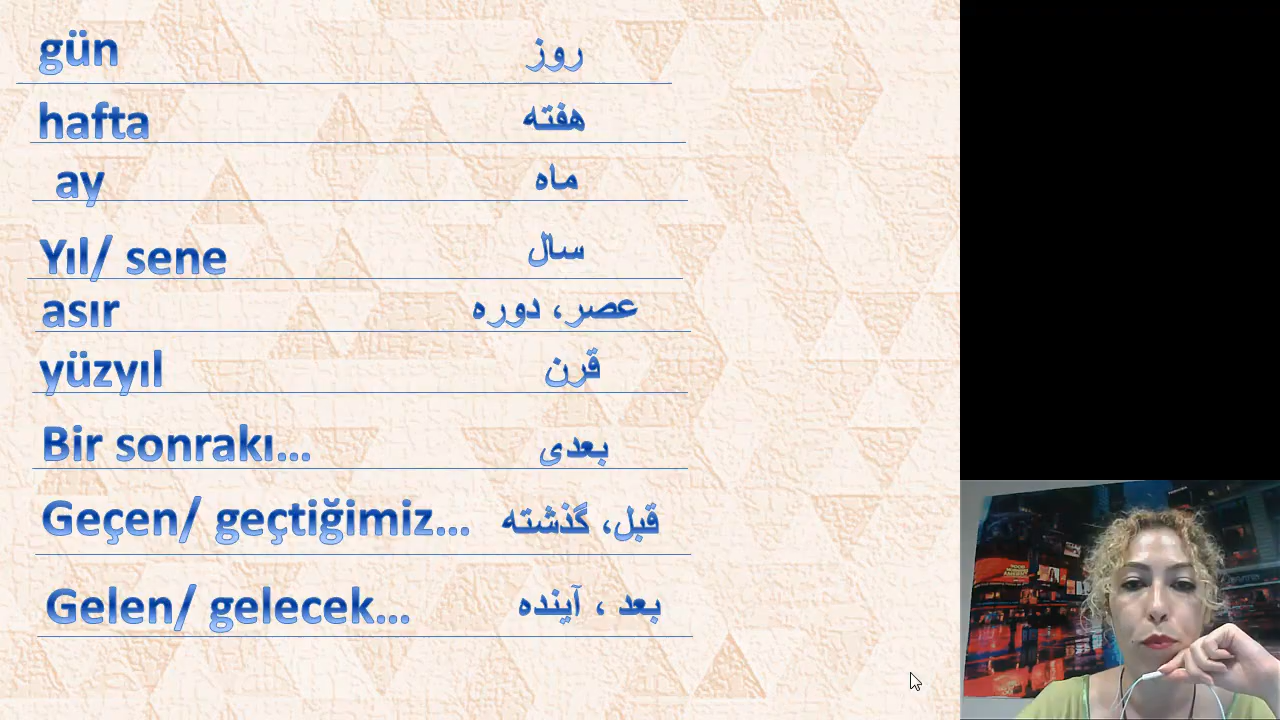 gün روز
hafta هفته
ay ماه
Yıl/ sene سال
asır عصر، دوره
yüzyıl قرن
Bir sonrakı... بعدی
Geçen/ geçtiğimiz... قبل، گذشته
Gelen/ gelecek... بعد ، آینده